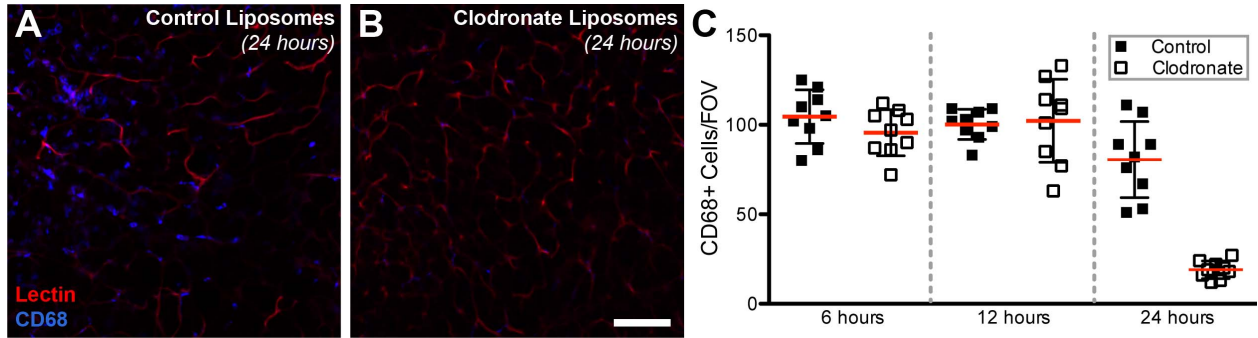 A
Control Liposomes
(24 hours)
Lectin
CD68
B
Clodronate Liposomes
(24 hours)
C
CD68+ Cells/FOV
150
100
50
0
Control
Clodronate
6 hours
12 hours
24 hours